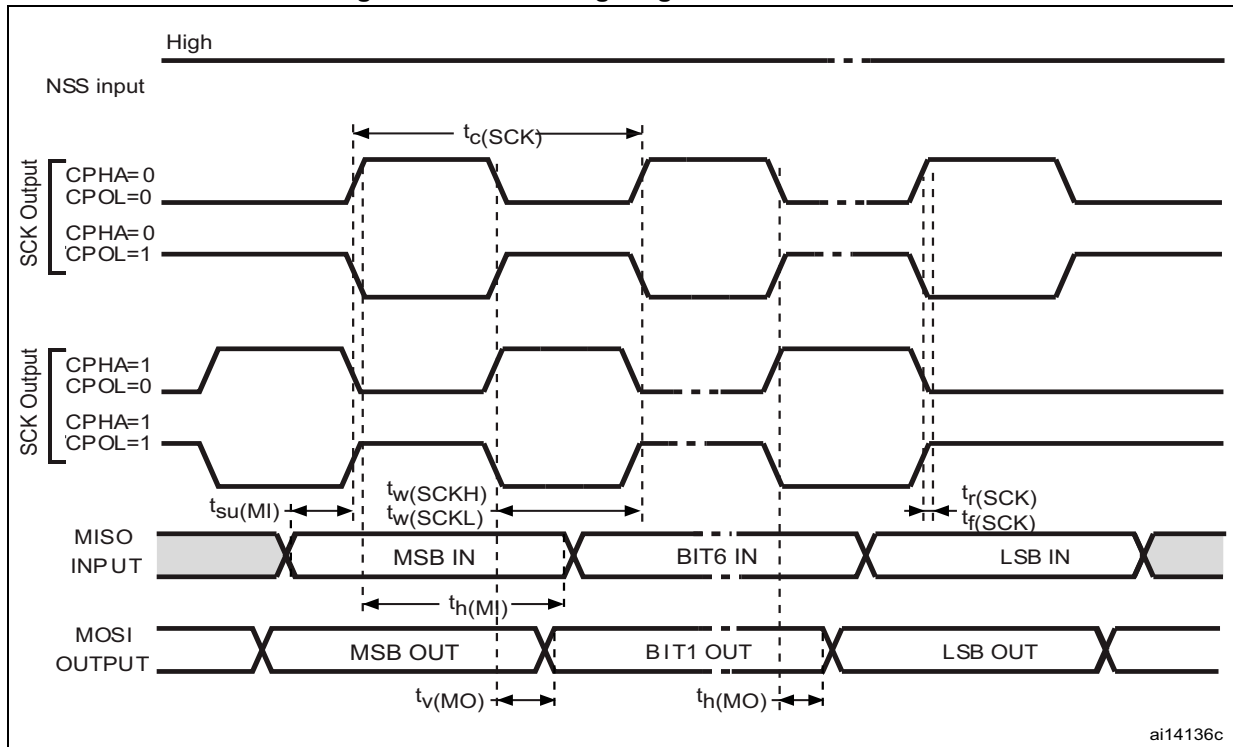 High
NSS input
tc(SCK)
SCK Output
CPHA=0
CPOL=0
CPHA=0
CPOL=1
SCK Output
CPHA=1
CPOL=0
CPHA=1
CPOL=1
tsu(MI)
tw(SCKH)
tw(SCKL)
tr(SCK)
tf(SCK)
MISO
INPUT
MSB IN
BIT6 IN
LSB IN
th(MI)
MOSI
OUTPUT
MSB OUT
BIT1 OUT
LSB OUT
tv(MO)
th(MO)
ai14136c